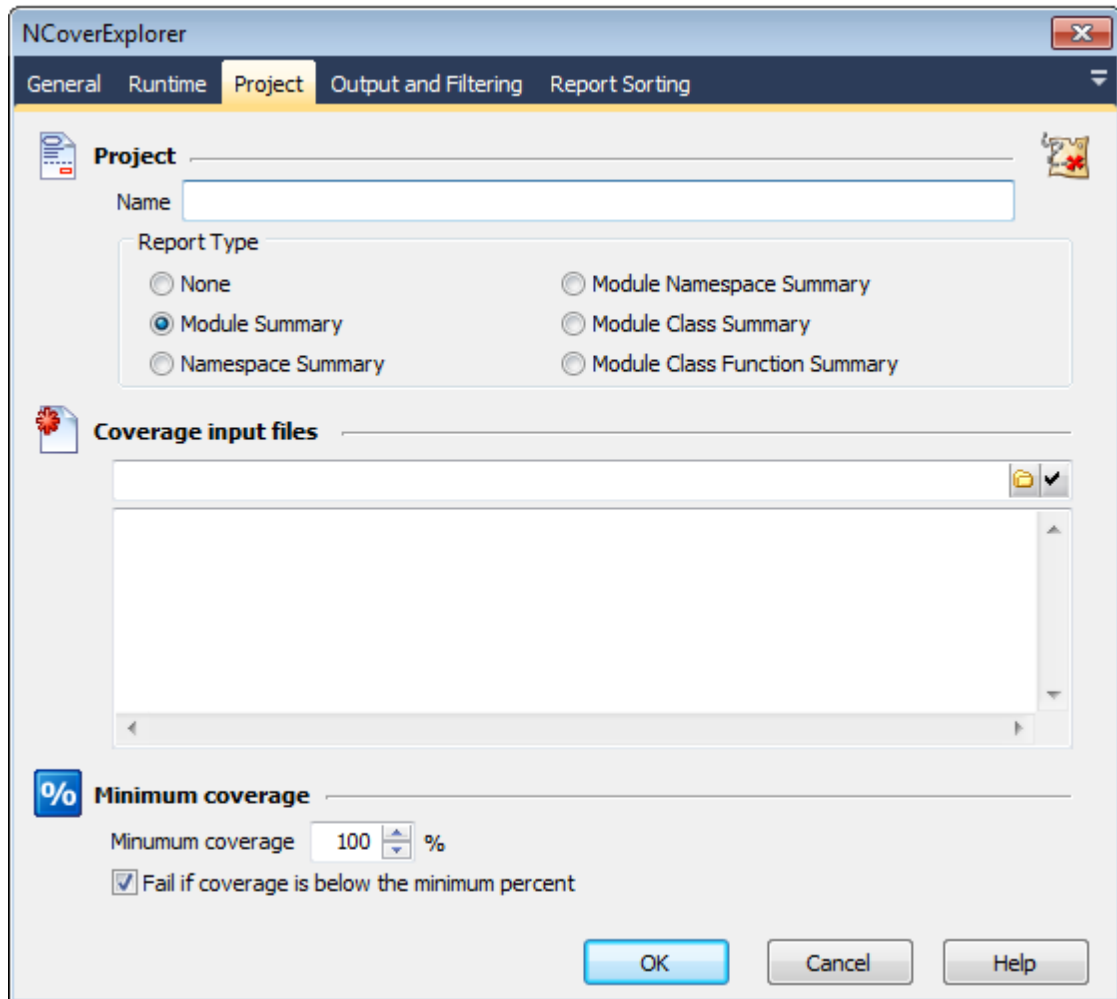 NCoverExplorer
General Runtime Project Output and Filtering Report Sorting
Project
Name
Report Type
None Module Namespace Summary
Module Summary Module Class Summary
Namespace Summary Module Class Function Summary
Coverage input files
% Minimum coverage
Minumum coverage 100 %
Fail if coverage is below the minimum percent
OK Cancel Help